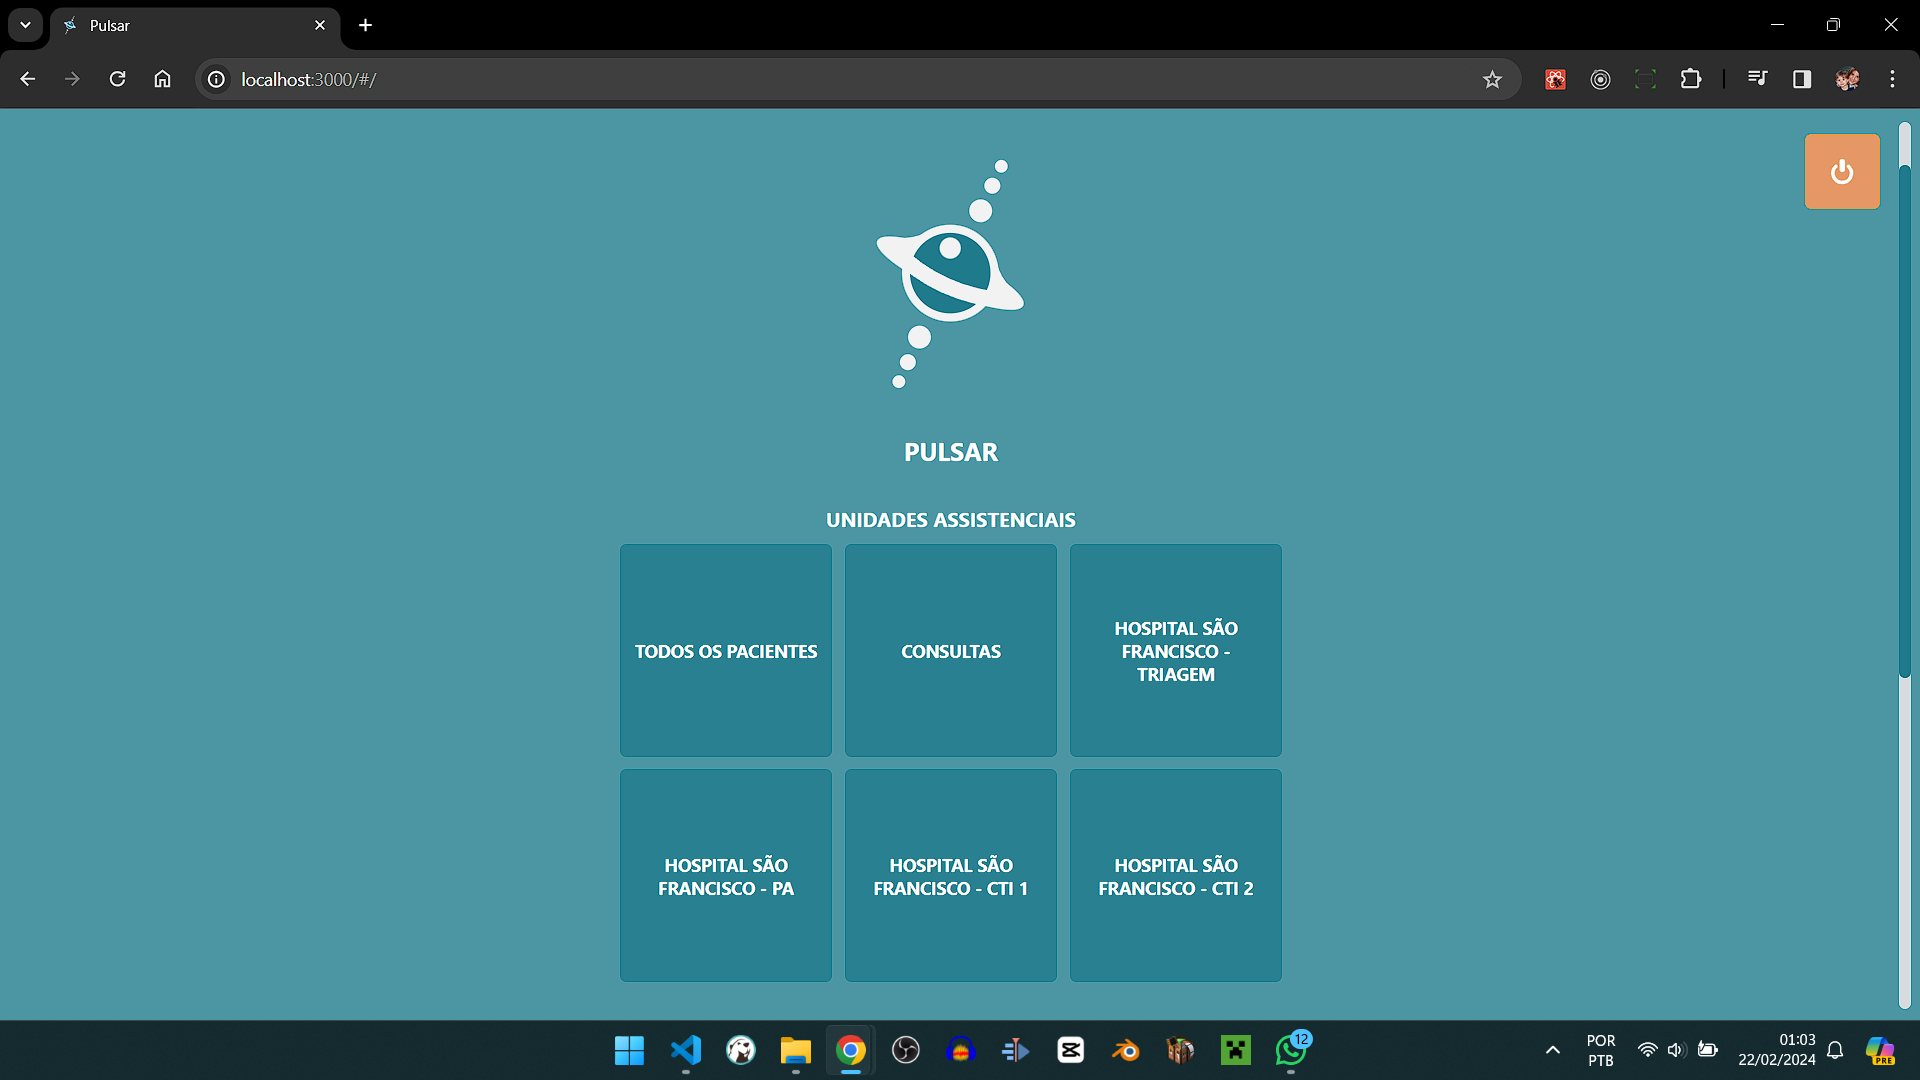 Pulsar
localhost:3000/#/
PULSAR
UNIDADES ASSISTENCIAIS
TODOS OS PACIENTES
CONSULTAS
HOSPITAL SÃO
FRANCISCO -
TRIAGEM
HOSPITAL SÃO
FRANCISCO - PA
HOSPITAL SÃO
FRANCISCO - CTI 1
HOSPITAL SÃO
FRANCISCO - CTI 2
12
POR
PTB
01:03
22/02/2024
PRE